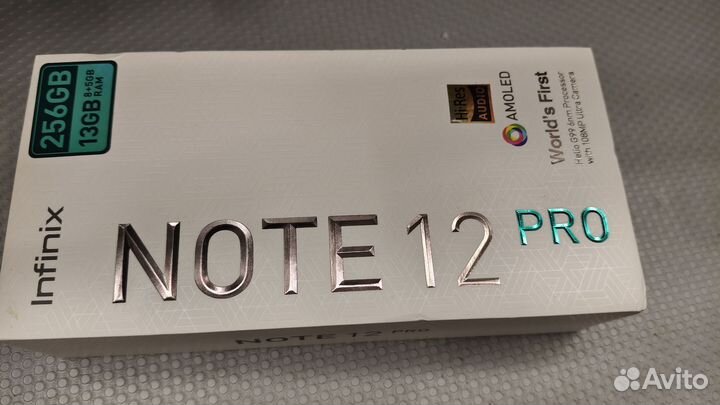 256GB
13GB 8+5GB RAM
Hi-Res
AUDIO
AMOLED
World's First
Helio G99 6nm Processor
with 108MP Ultra Camera
Infinix
NOTE 12 PRO
NOTE 12 PRO
Avito